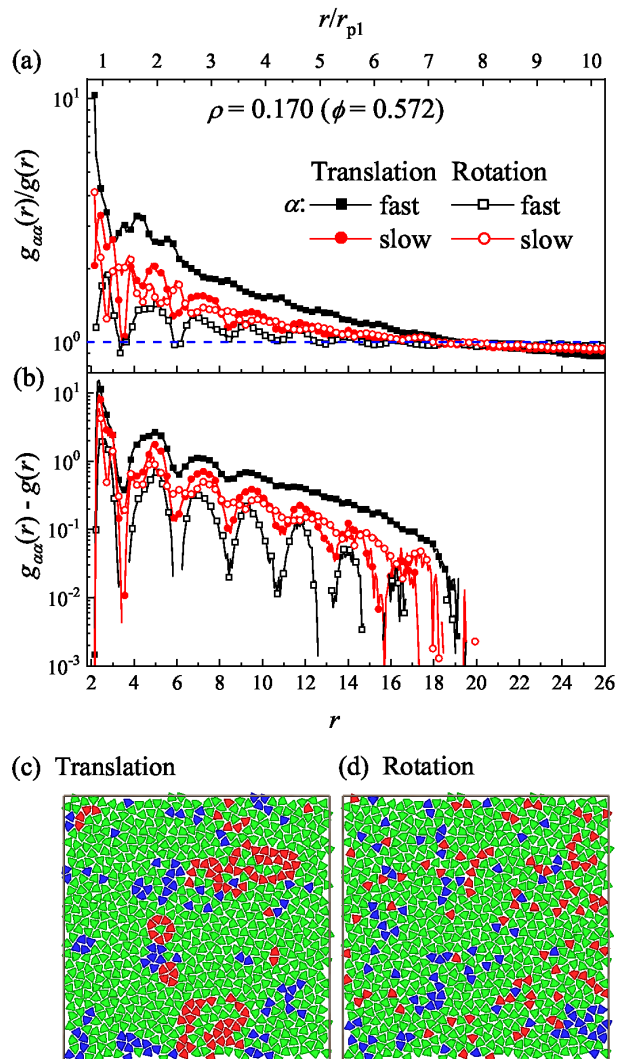 r/r_p1
1 2 3 4 5 6 7 8 9 10
(a)
ρ = 0.170 (ϕ = 0.572)
Translation Rotation
α: fast fast
slow slow
10^1
10^0
g_αα(r)/g(r)
(b)
10^1
10^0
10^-1
10^-2
10^-3
g_αα(r) - g(r)
2 4 6 8 10 12 14 16 18 20 22 24 26
r
(c) Translation (d) Rotation